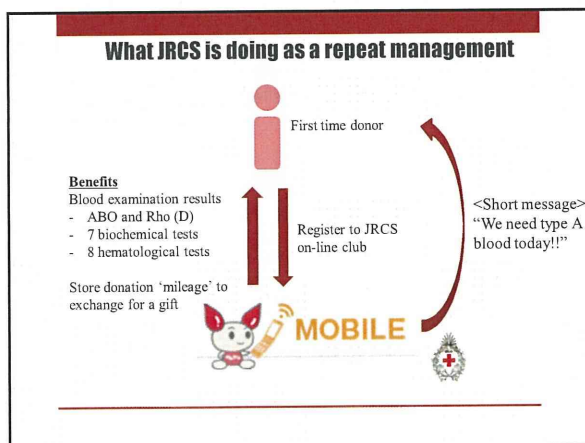 What JRCS is doing as a repeat management
First time donor
Benefits
Blood examination results
- ABO and Rho (D)
- 7 biochemical tests
- 8 hematological tests
Store donation 'mileage' to
exchange for a gift
Register to JRCS
on-line club
<Short message>
"We need type A
blood today!!"
MOBILE